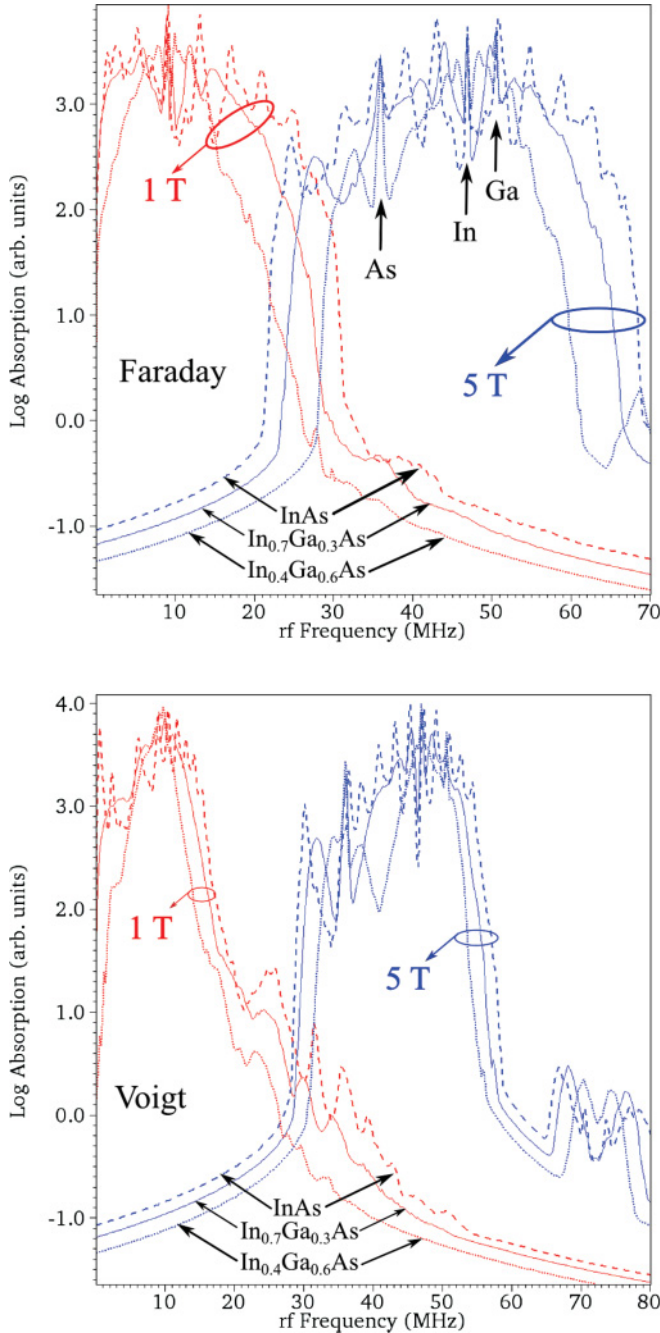 3.0
2.0
1.0
0.0
-1.0
Log Absorption (arb. units)
1 T
As
In
Ga
Faraday
5 T
InAs
In0.7Ga0.3As
In0.4Ga0.6As
10 20 30 40 50 60 70
rf Frequency (MHz)
4.0
3.0
2.0
1.0
0.0
-1.0
Log Absorption (arb. units)
1 T
5 T
Voigt
InAs
In0.7Ga0.3As
In0.4Ga0.6As
10 20 30 40 50 60 70 80
rf Frequency (MHz)